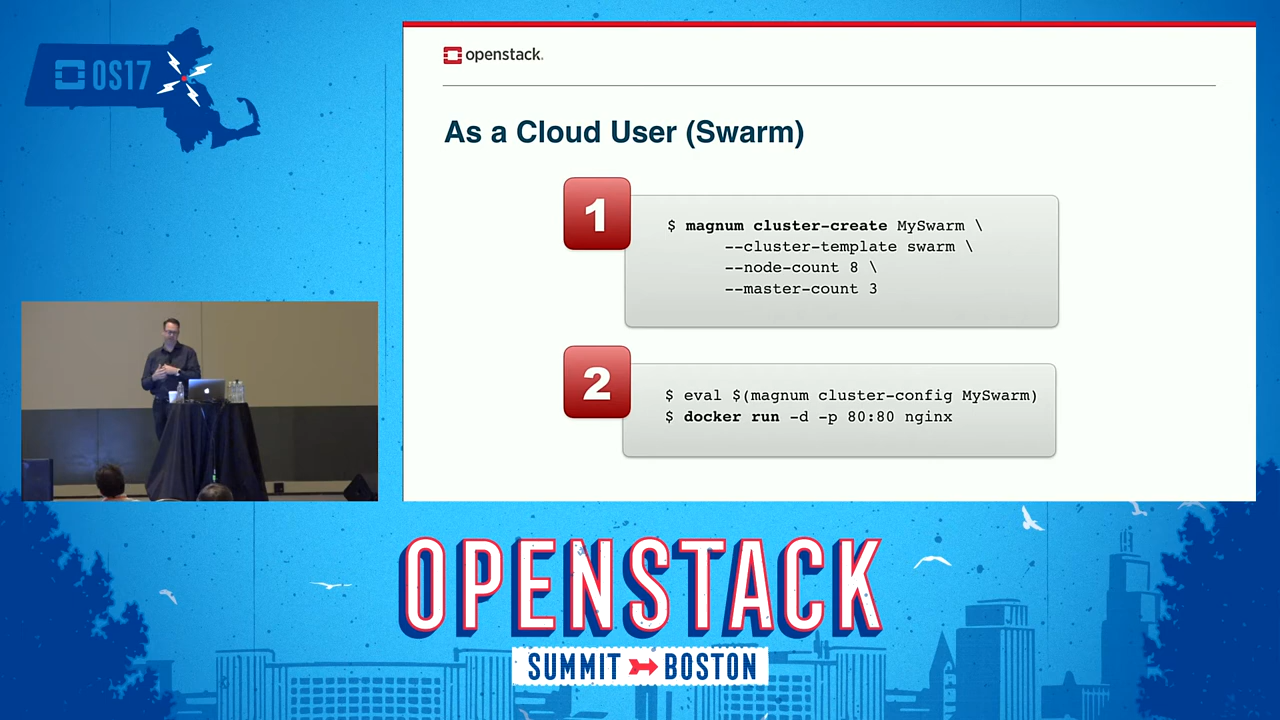 OS17
openstack.
As a Cloud User (Swarm)
1
$ magnum cluster-create MySwarm \
--cluster-template swarm \
--node-count 8 \
--master-count 3
2
$ eval $(magnum cluster-config MySwarm)
$ docker run -d -p 80:80 nginx
OPENSTACK
SUMMIT BOSTON